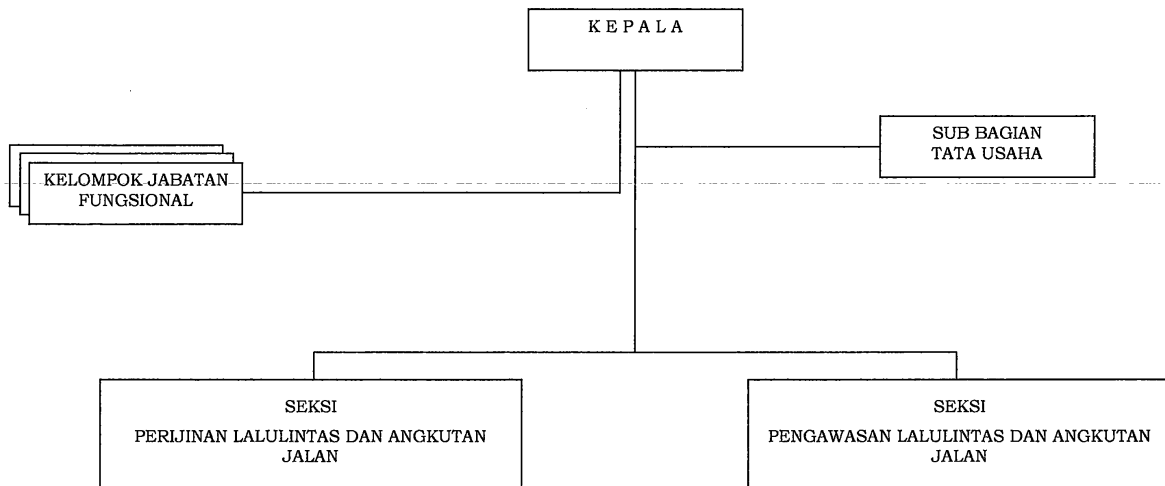 K E P A L A
SUB BAGIAN
TATA USAHA
KELOMPOK JABATAN
FUNGSIONAL
SEKSI
PERIJINAN LALULINTAS DAN ANGKUTAN
JALAN
SEKSI
PENGAWASAN LALULINTAS DAN ANGKUTAN
JALAN